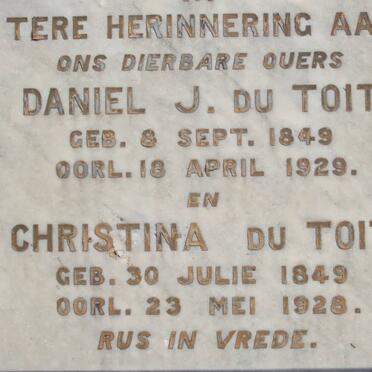 TERE HERINNERING AA
ONS DIERBARE OUERS
DANIEL J. DU TOIT
GEB. 8 SEPT. 1849
OORL. 18 APRIL 1929.
EN
CHRISTINA DU TOIT
GEB. 30 JULIE 1849
OORL. 23 MEI 1928.
RUS IN VREDE.